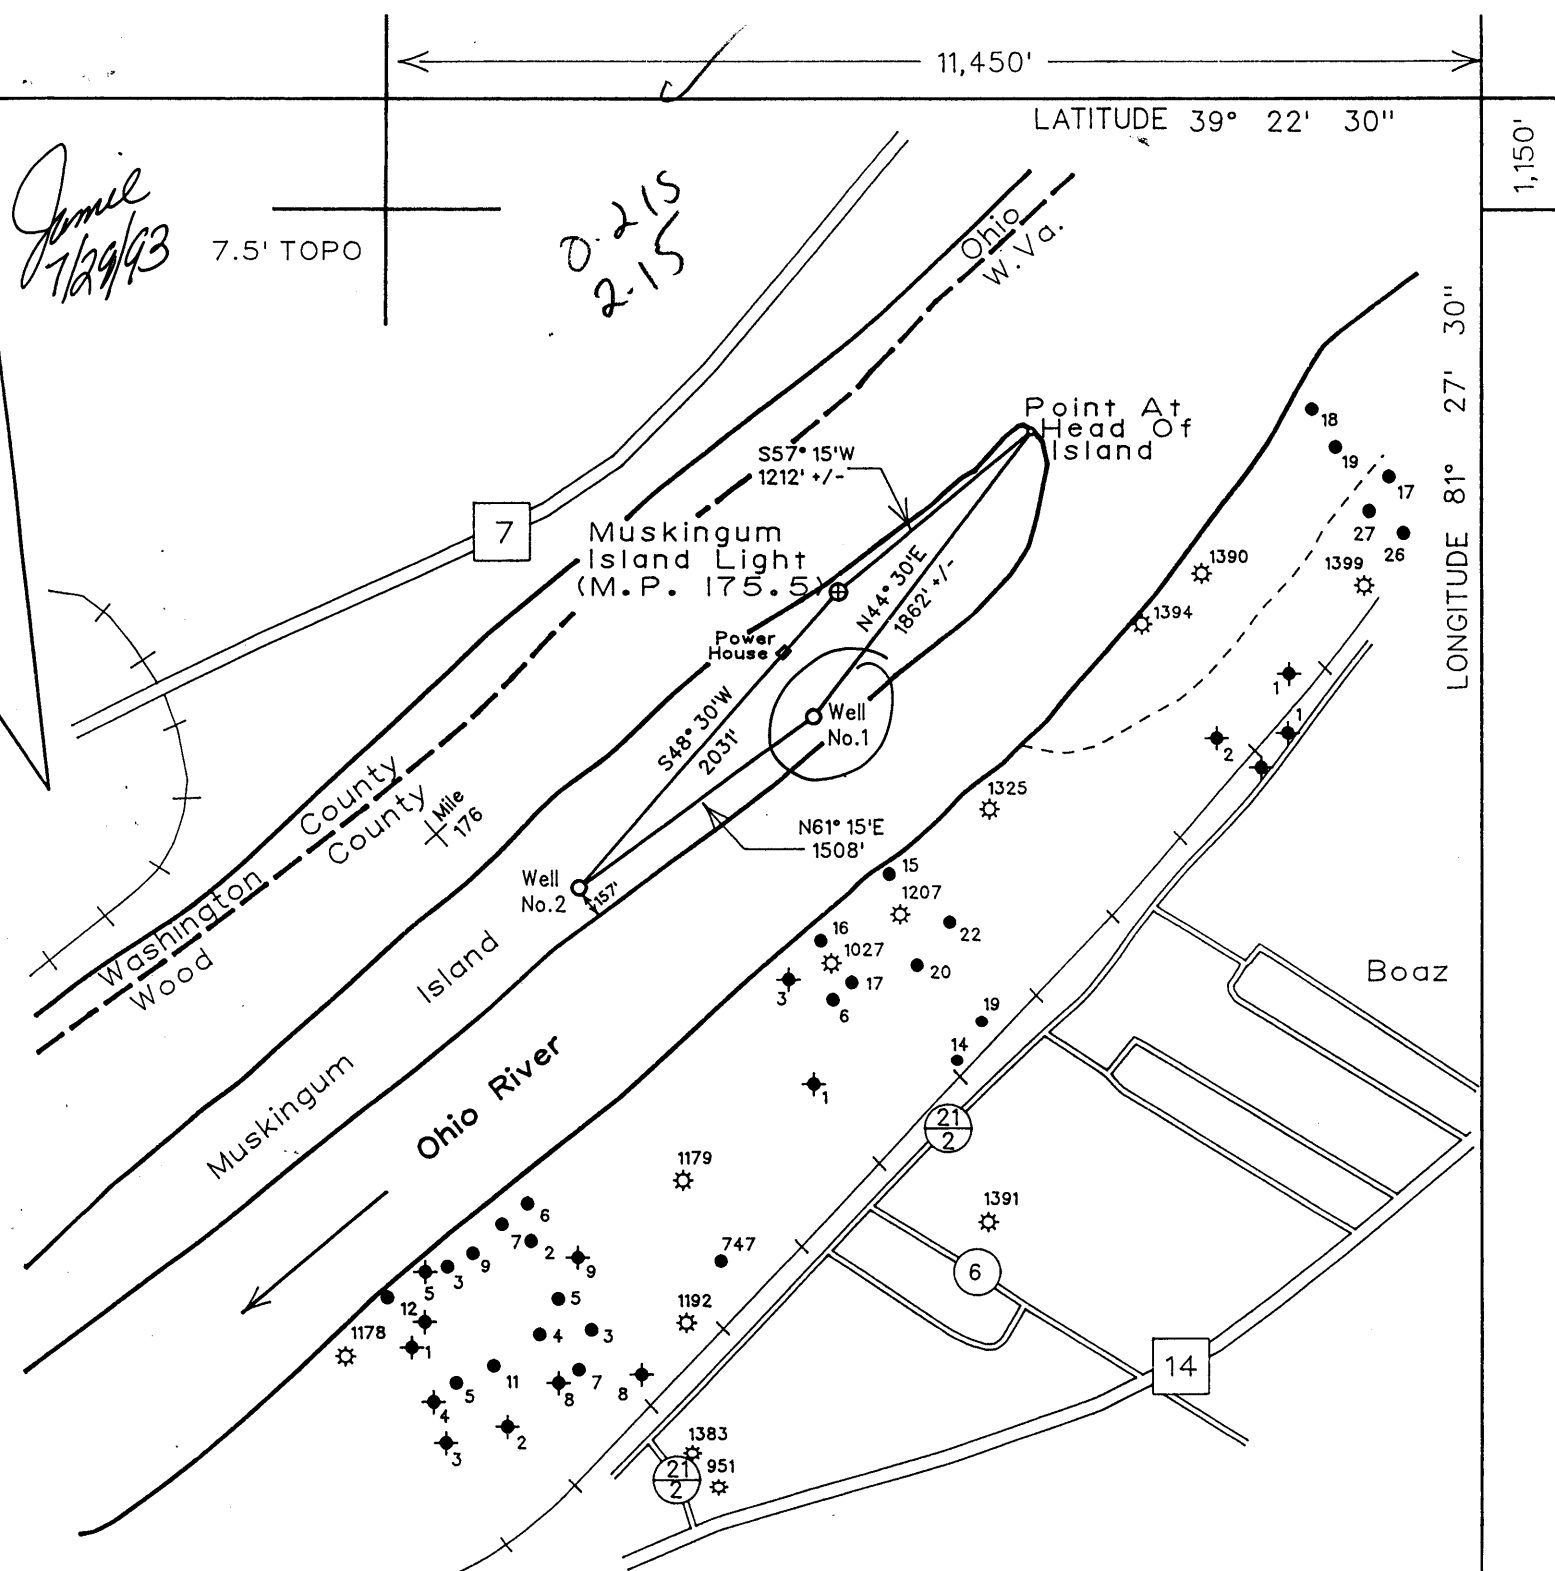 11,450'
LATITUDE 39° 22' 30"
1,150'
Jamie
7/29/93
7.5' TOPO
0.215
2.15
Ohio
W.Va.
LONGITUDE 81° 27' 30"
Point At
Head Of
Island
S57° 15'W
1212' +/-
7
Muskingum
Island Light
(M.P. 175.5)
N44° 30'E
1862' +/-
Power
House
Well
No.1
S48° 30'W
2031'
N61° 15'E
1508'
Well
No.2
157'
County
County
Mile
176
Washington
Wood
Muskingum Island
Ohio River
18
19
17
27
26
1399
1390
1394
1
1
2
1325
15
1207
22
16
1027
20
17
3
6
19
14
1
Boaz
21
2
1179
1391
6
6
7
2
9
9
3
5
12
5
747
1192
4
3
1178
1
11
7
8
8
5
4
2
3
14
1383
21
2
951